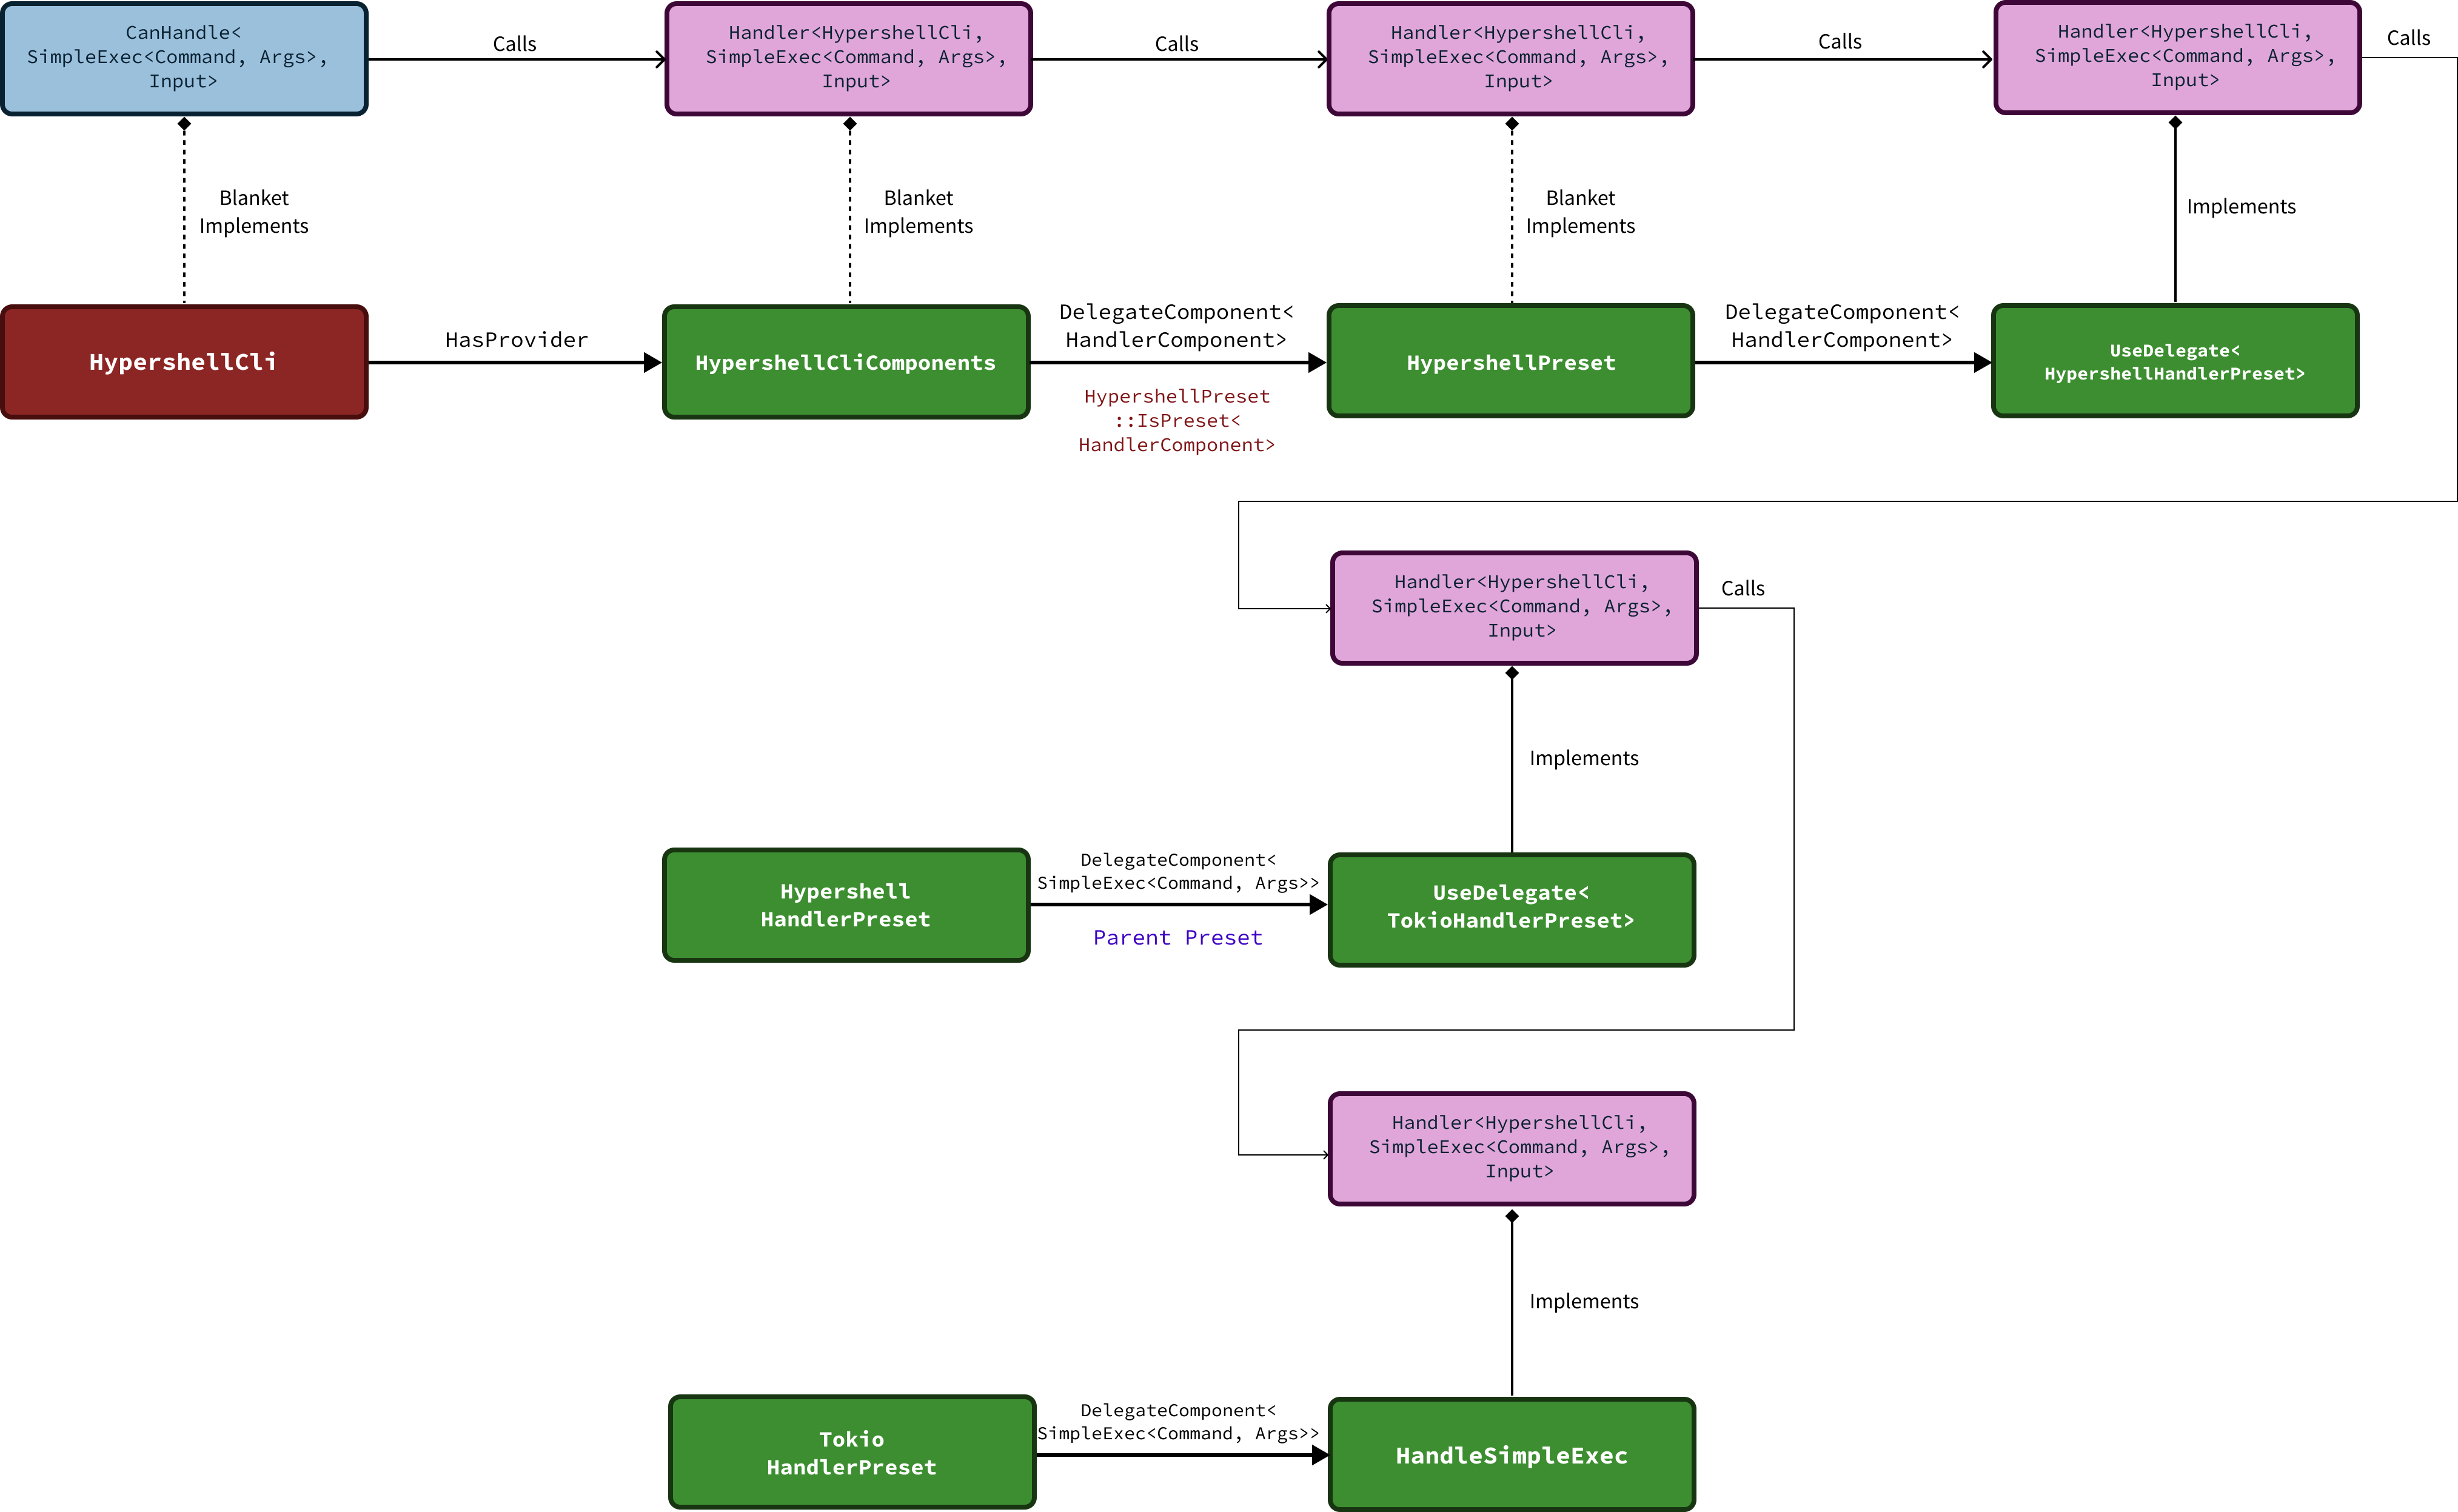 CanHandle<
SimpleExec<Command, Args>,
Input>
Calls
Handler<HypershellCli,
SimpleExec<Command, Args>,
Input>
Calls
Handler<HypershellCli,
SimpleExec<Command, Args>,
Input>
Calls
Handler<HypershellCli,
SimpleExec<Command, Args>,
Input>
Calls
Blanket
Implements
Blanket
Implements
Blanket
Implements
Implements
HypershellCli
HasProvider
HypershellCliComponents
DelegateComponent<
HandlerComponent>
HypershellPreset
::IsPreset<
HandlerComponent>
HypershellPreset
DelegateComponent<
HandlerComponent>
UseDelegate<
HypershellHandlerPreset>
Handler<HypershellCli,
SimpleExec<Command, Args>,
Input>
Calls
Implements
Hypershell
HandlerPreset
DelegateComponent<
SimpleExec<Command, Args>>
Parent Preset
UseDelegate<
TokioHandlerPreset>
Handler<HypershellCli,
SimpleExec<Command, Args>,
Input>
Implements
Tokio
HandlerPreset
DelegateComponent<
SimpleExec<Command, Args>>
HandleSimpleExec